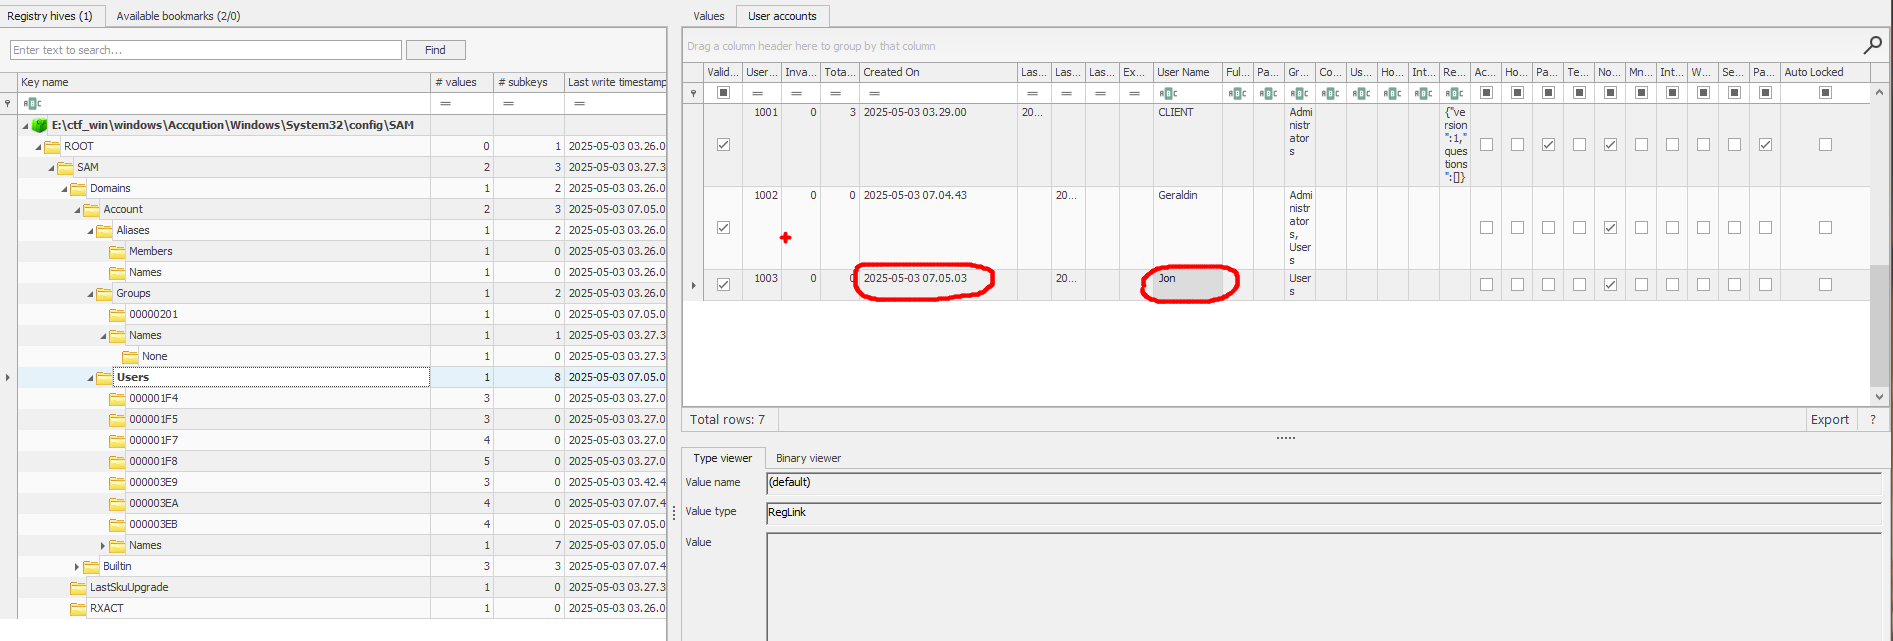 Registry hives (1) Available bookmarks (2/0)
Enter text to search... Find
Key name # values # subkeys Last write timestamp
= = =
E:\ctf_win\windows\Accqution\Windows\System32\config\SAM
ROOT 0 1 2025-05-03 03.26.0
SAM 2 3 2025-05-03 03.27.3
Domains 1 2 2025-05-03 03.26.0
Account 2 3 2025-05-03 07.05.0
Aliases 1 2 2025-05-03 03.26.0
Members 1 0 2025-05-03 03.26.0
Names 1 0 2025-05-03 03.26.0
Groups 1 2 2025-05-03 03.26.0
00000201 1 0 2025-05-03 07.05.0
Names 1 1 2025-05-03 03.27.3
None 1 0 2025-05-03 03.27.3
Users 1 8 2025-05-03 07.05.0
000001F4 3 0 2025-05-03 03.27.0
000001F5 3 0 2025-05-03 03.27.0
000001F7 4 0 2025-05-03 03.27.0
000001F8 5 0 2025-05-03 03.27.0
000003E9 3 0 2025-05-03 03.42.4
000003EA 4 0 2025-05-03 07.07.4
000003EB 4 0 2025-05-03 07.05.0
Names 1 7 2025-05-03 07.05.0
Builtin 3 3 2025-05-03 07.07.4
LastSkuUpgrade 1 0 2025-05-03 03.27.3
RXACT 1 0 2025-05-03 03.26.0
Values User accounts
Drag a column header here to group by that column
Valid... User... Inva... Tota... Created On Las... Las... Las... Ex... User Name Ful... Pa... Gr... Co... Us... Ho... Int... Re... Ac... Ho... Pa... Te... No... Mn... Int... W... Se... Pa... Auto Locked
= = = = = = = =
1001 0 3 2025-05-03 03.29.00 20... CLIENT Admi {"ve
nistr rsion
ator ":1,"
s ques
tions
":[]}
1002 0 0 2025-05-03 07.04.43 20... Geraldin Admi
nistr
ator
s,
User
s
1003 0 0 2025-05-03 07.05.03 20... Jon User
s
Total rows: 7 Export ?
Type viewer Binary viewer
Value name (default)
Value type RegLink
Value